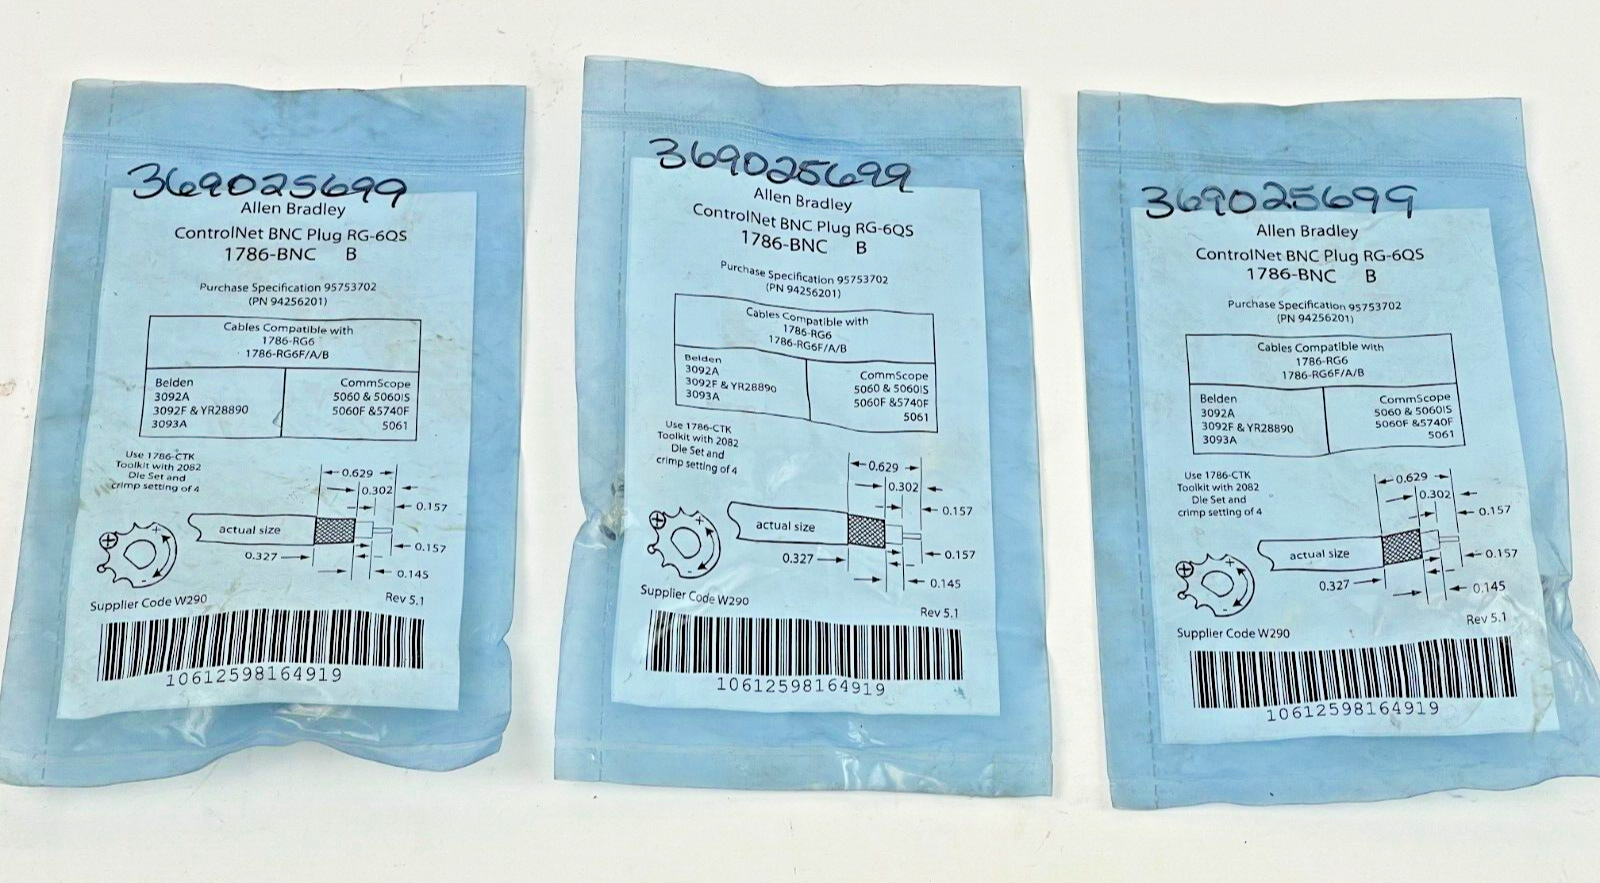 369025699
Allen Bradley
ControlNet BNC Plug RG-6QS
1786-BNC B
Purchase Specification 95753702
(PN 94256201)
Cables Compatible with
1786-RG6
1786-RG6F/A/B
Belden
3092A
3092F & YR28890
3093A
CommScope
5060 & 5060IS
5060F &5740F
5061
Use 1786-CTK
Toolkit with 2082
Die Set and
crimp setting of 4
0.629
0.302
0.157
actual size
0.157
0.327
0.145
+
-
Supplier Code W290
Rev 5.1
10612598164919
369025699
Allen Bradley
ControlNet BNC Plug RG-6QS
1786-BNC B
Purchase Specification 95753702
(PN 94256201)
Cables Compatible with
1786-RG6
1786-RG6F/A/B
Belden
3092A
3092F & YR28890
3093A
CommScope
5060 & 5060IS
5060F &5740F
5061
Use 1786-CTK
Toolkit with 2082
Die Set and
crimp setting of 4
0.629
0.302
0.157
actual size
0.157
0.327
0.145
+
-
Supplier Code W290
Rev 5.1
10612598164919
369025699
Allen Bradley
ControlNet BNC Plug RG-6QS
1786-BNC B
Purchase Specification 95753702
(PN 94256201)
Cables Compatible with
1786-RG6
1786-RG6F/A/B
Belden
3092A
3092F & YR28890
3093A
CommScope
5060 & 5060IS
5060F &5740F
5061
Use 1786-CTK
Toolkit with 2082
Die Set and
crimp setting of 4
0.629
0.302
0.157
actual size
0.157
0.327
0.145
+
-
Supplier Code W290
Rev 5.1
10612598164919